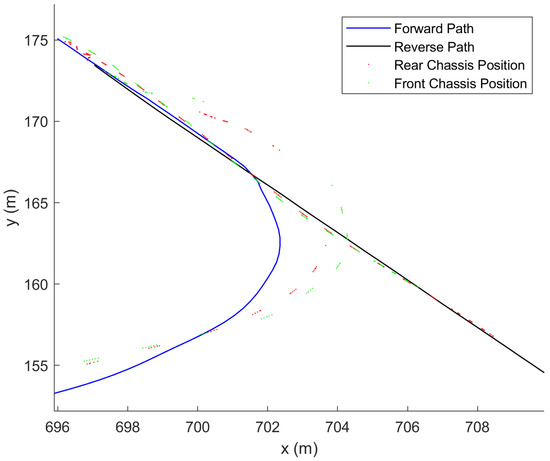 Forward Path
Reverse Path
Rear Chassis Position
Front Chassis Position
175
170
165
160
155
y (m)
696 698 700 702 704 706 708
x (m)